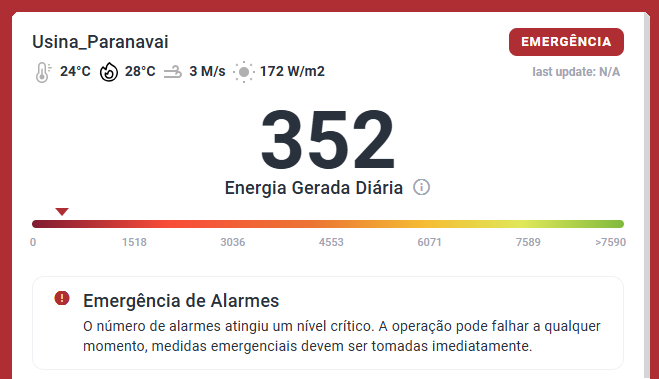 Usina_Paranavai
EMERGÊNCIA
24°C 28°C 3 M/s 172 W/m2
last update: N/A
352
Energia Gerada Diária
0 1518 3036 4553 6071 7589 >7590
Emergência de Alarmes
O número de alarmes atingiu um nível crítico. A operação pode falhar a qualquer
momento, medidas emergenciais devem ser tomadas imediatamente.